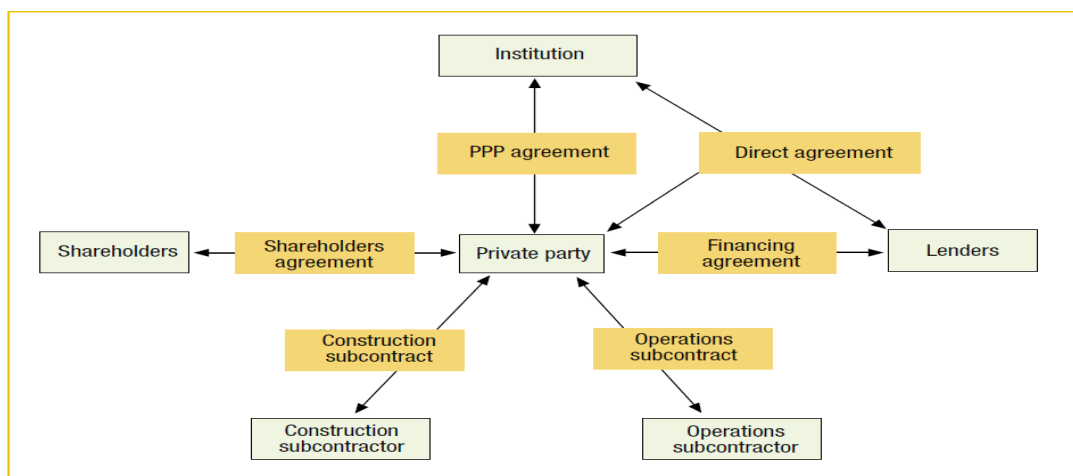 Institution
PPP agreement
Direct agreement
Shareholders
Shareholders
agreement
Private party
Financing
agreement
Lenders
Construction
subcontract
Operations
subcontract
Construction
subcontractor
Operations
subcontractor